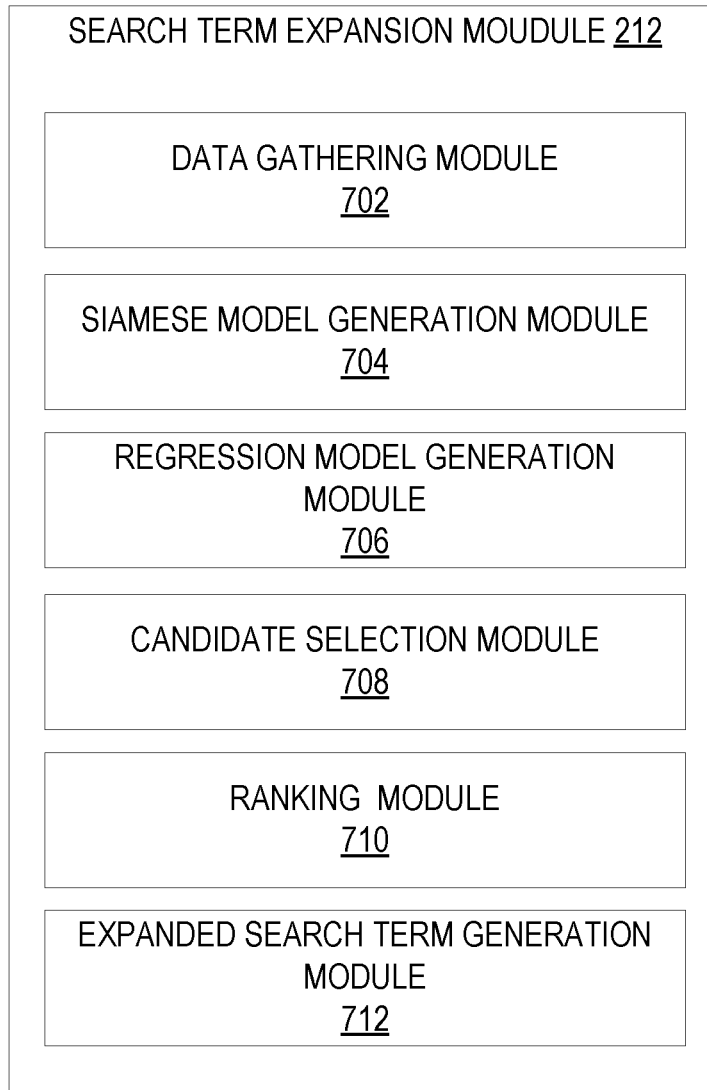 SEARCH TERM EXPANSION MOUDULE 212
DATA GATHERING MODULE
702
SIAMESE MODEL GENERATION MODULE
704
REGRESSION MODEL GENERATION
MODULE
706
CANDIDATE SELECTION MODULE
708
RANKING MODULE
710
EXPANDED SEARCH TERM GENERATION
MODULE
712